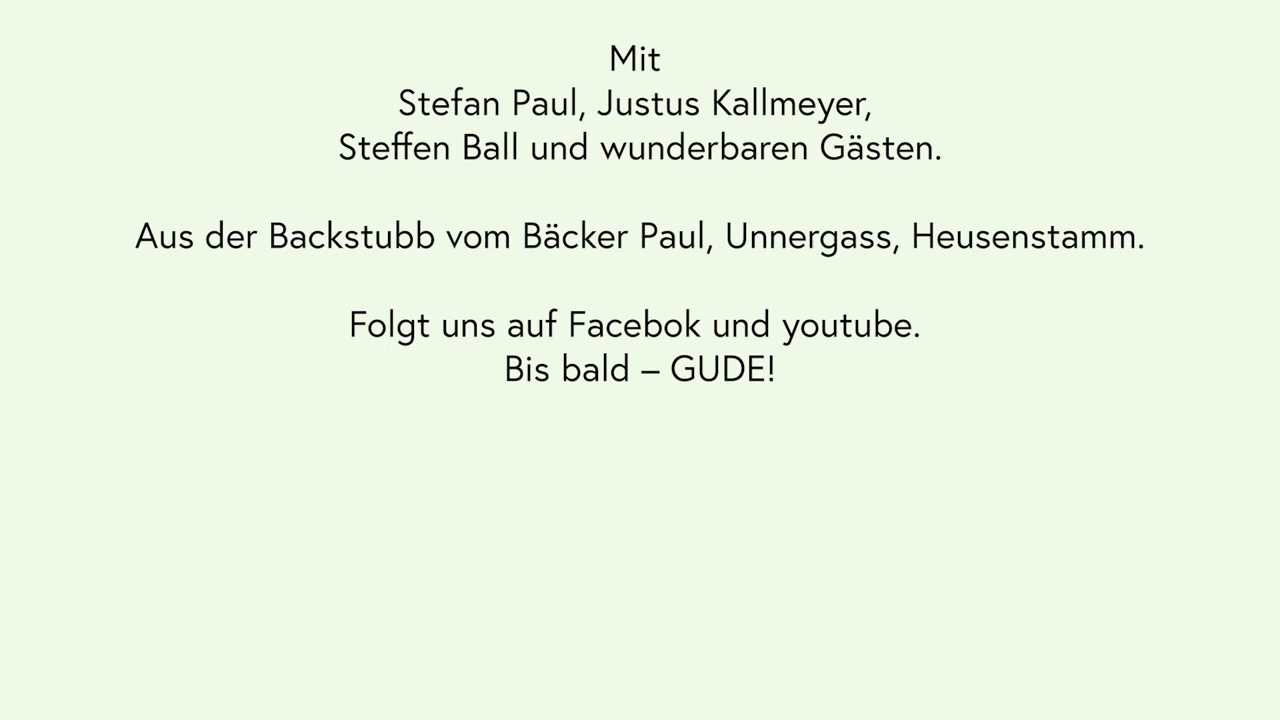 Mit
Stefan Paul, Justus Kallmeyer,
Steffen Ball und wunderbaren Gästen.
Aus der Backstubb vom Bäcker Paul, Unnergass, Heusenstamm.
Folgt uns auf Facebok und youtube.
Bis bald – GUDE!